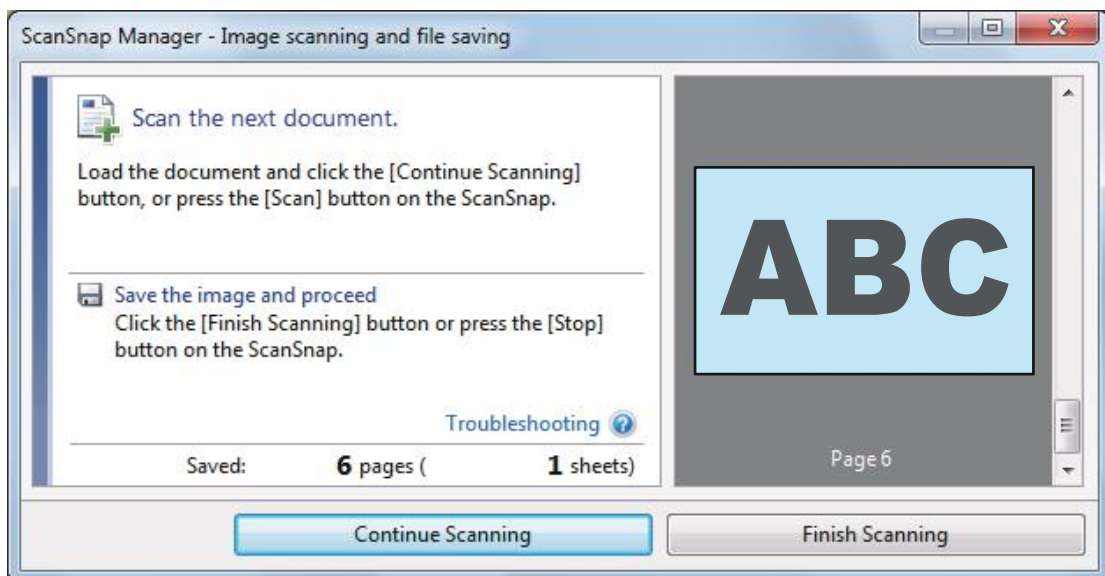 ScanSnap Manager - Image scanning and file saving
Scan the next document.
Load the document and click the [Continue Scanning]
button, or press the [Scan] button on the ScanSnap.
Save the image and proceed
Click the [Finish Scanning] button or press the [Stop]
button on the ScanSnap.
Troubleshooting
Saved: 6 pages ( 1 sheets)
ABC
Page 6
Continue Scanning
Finish Scanning